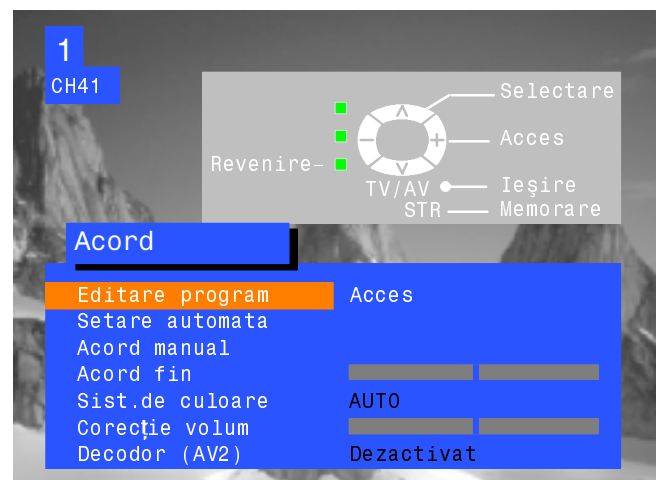 1
CH41
Selectare
Acces
Revenire–
TV/AV Ieşire
STR Memorare
Acord
Editare program Acces
Setare automata
Acord manual
Acord fin
Sist.de culoare AUTO
Corecţie volum
Decodor (AV2) Dezactivat